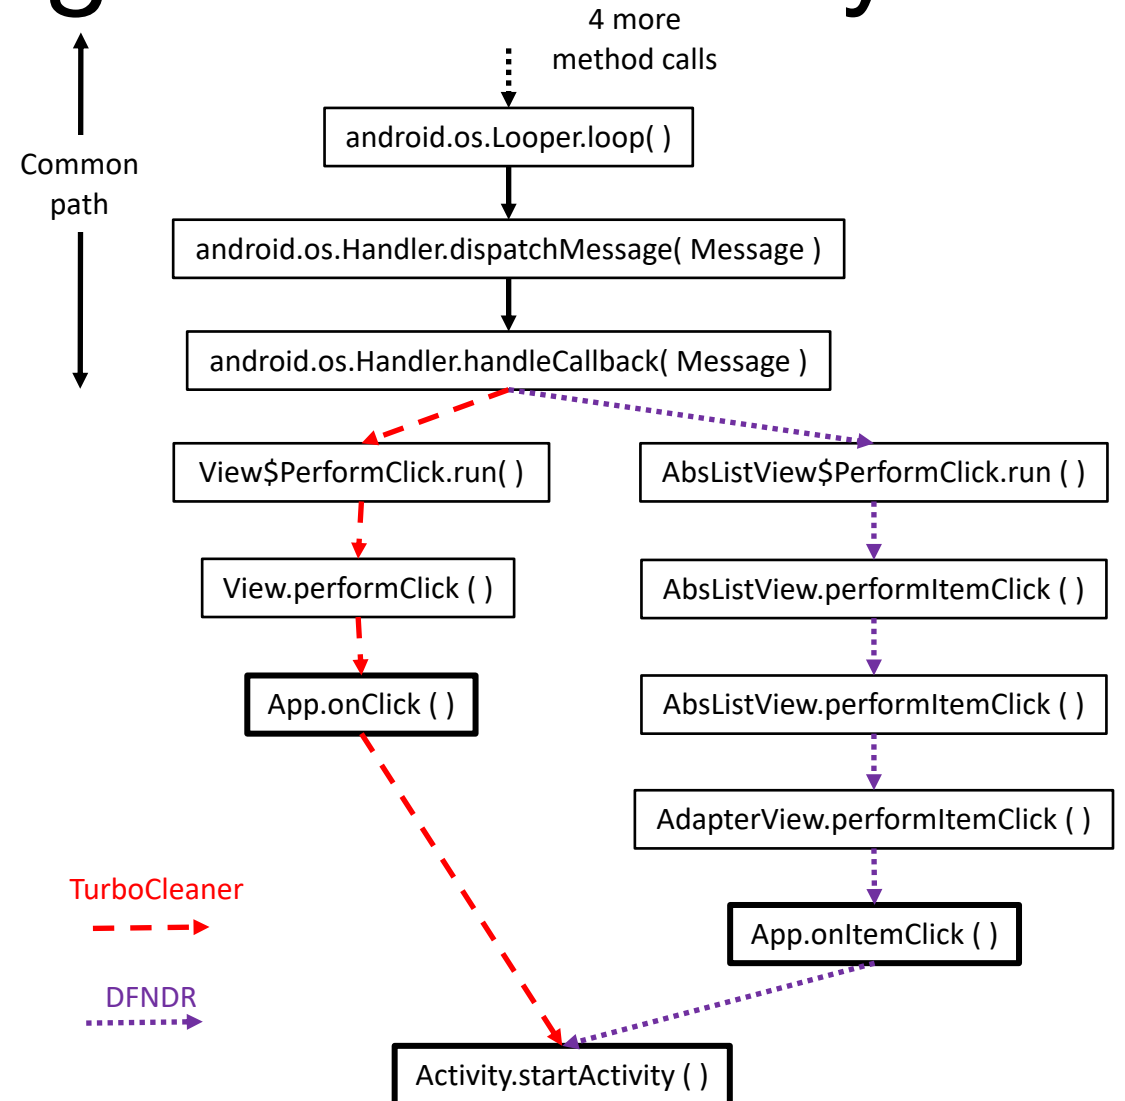 4 more
method calls
android.os.Looper.loop( )
Common
path
android.os.Handler.dispatchMessage( Message )
android.os.Handler.handleCallback( Message )
View$PerformClick.run( )
AbsListView$PerformClick.run ( )
View.performClick ( )
AbsListView.performItemClick ( )
App.onClick ( )
AbsListView.performItemClick ( )
AdapterView.performItemClick ( )
TurboCleaner
App.onItemClick ( )
DFNDR
Activity.startActivity ( )